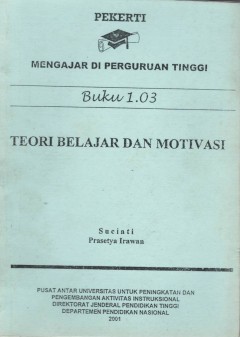 PEKERTI
MENGAJAR DI PERGURUAN TINGGI
Buku 1.03
TEORI BELAJAR DAN MOTIVASI
Suciati
Prasetya Irawan
PUSAT ANTAR UNIVERSITAS UNTUK PENINGKATAN DAN
PENGEMBANGAN AKTIVITAS INSTRUKSIONAL
DIREKTORAT JENDERAL PENDIDIKAN TINGGI
DEPARTEMEN PENDIDIKAN NASIONAL
2001